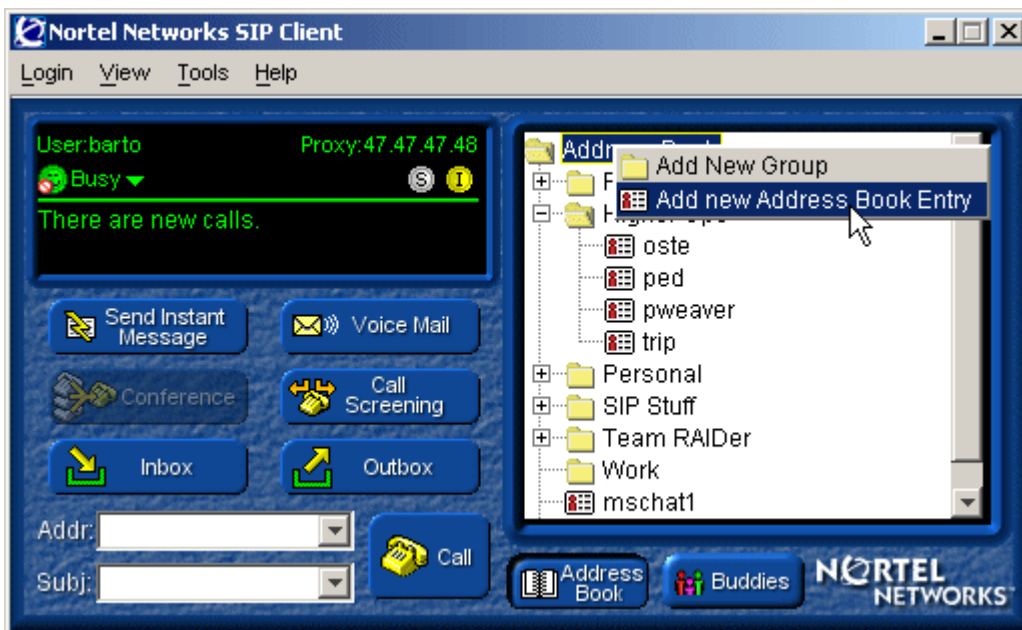 Nortel Networks SIP Client
Login View Tools Help
User:barto Proxy:47.47.47.48
Busy S I
There are new calls.
Send Instant
Message
Voice Mail
Conference
Call
Screening
Inbox
Outbox
Addr:
Subj:
Call
Add New Group
Add new Address Book Entry
oste
ped
pweaver
trip
Personal
SIP Stuff
Team RAIDer
Work
mschat1
Address
Book
Buddies
NORTEL
NETWORKS